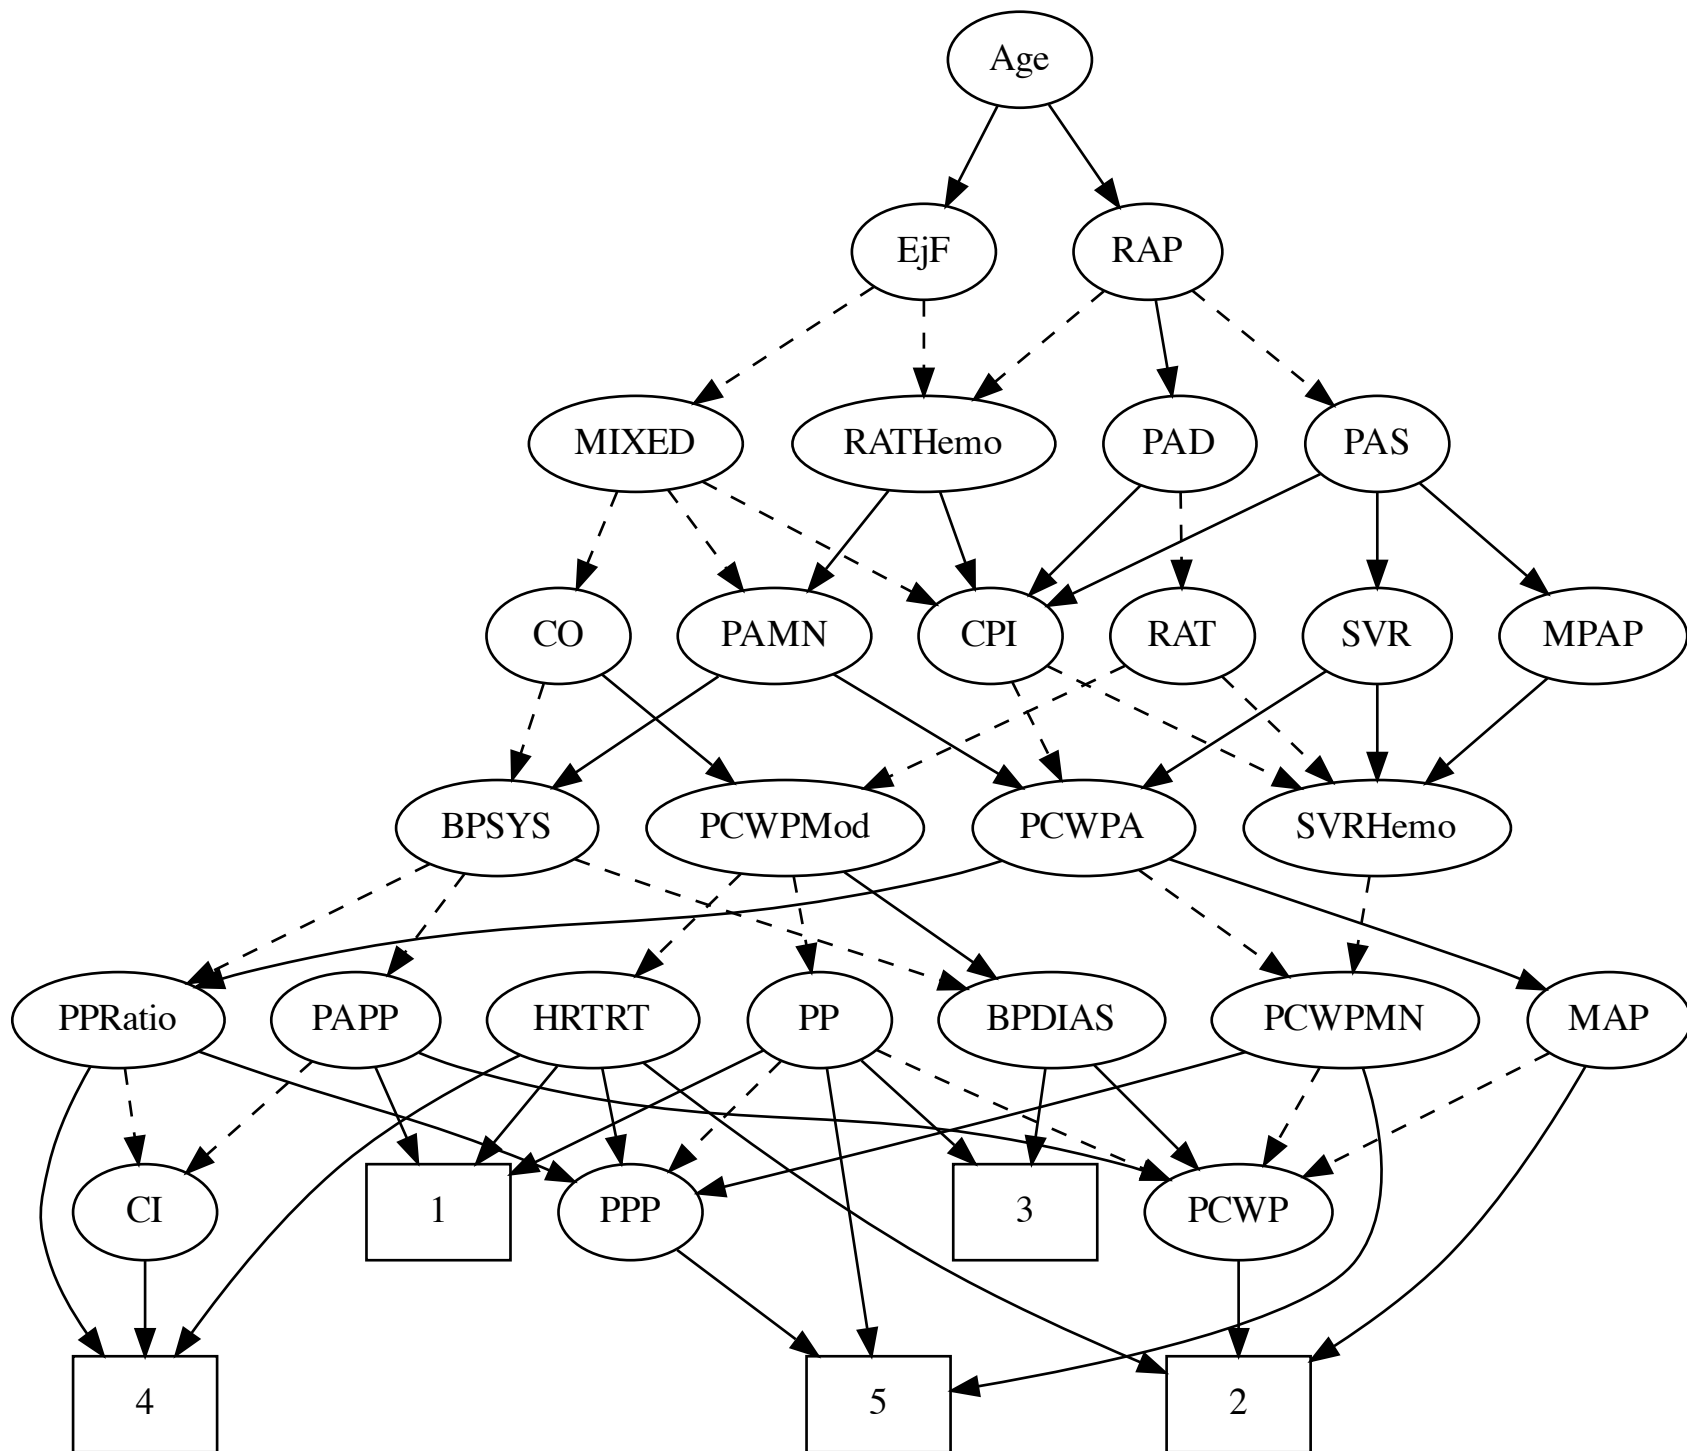 Age
EjF
RAP
MIXED
RATHemo
PAD
PAS
CO
PAMN
CPI
RAT
SVR
MPAP
BPSYS
PCWPMod
PCWPA
SVRHemo
PPRatio
PAPP
HRTRT
PP
BPDIAS
PCWPMN
MAP
CI
1
PPP
3
PCWP
4
5
2